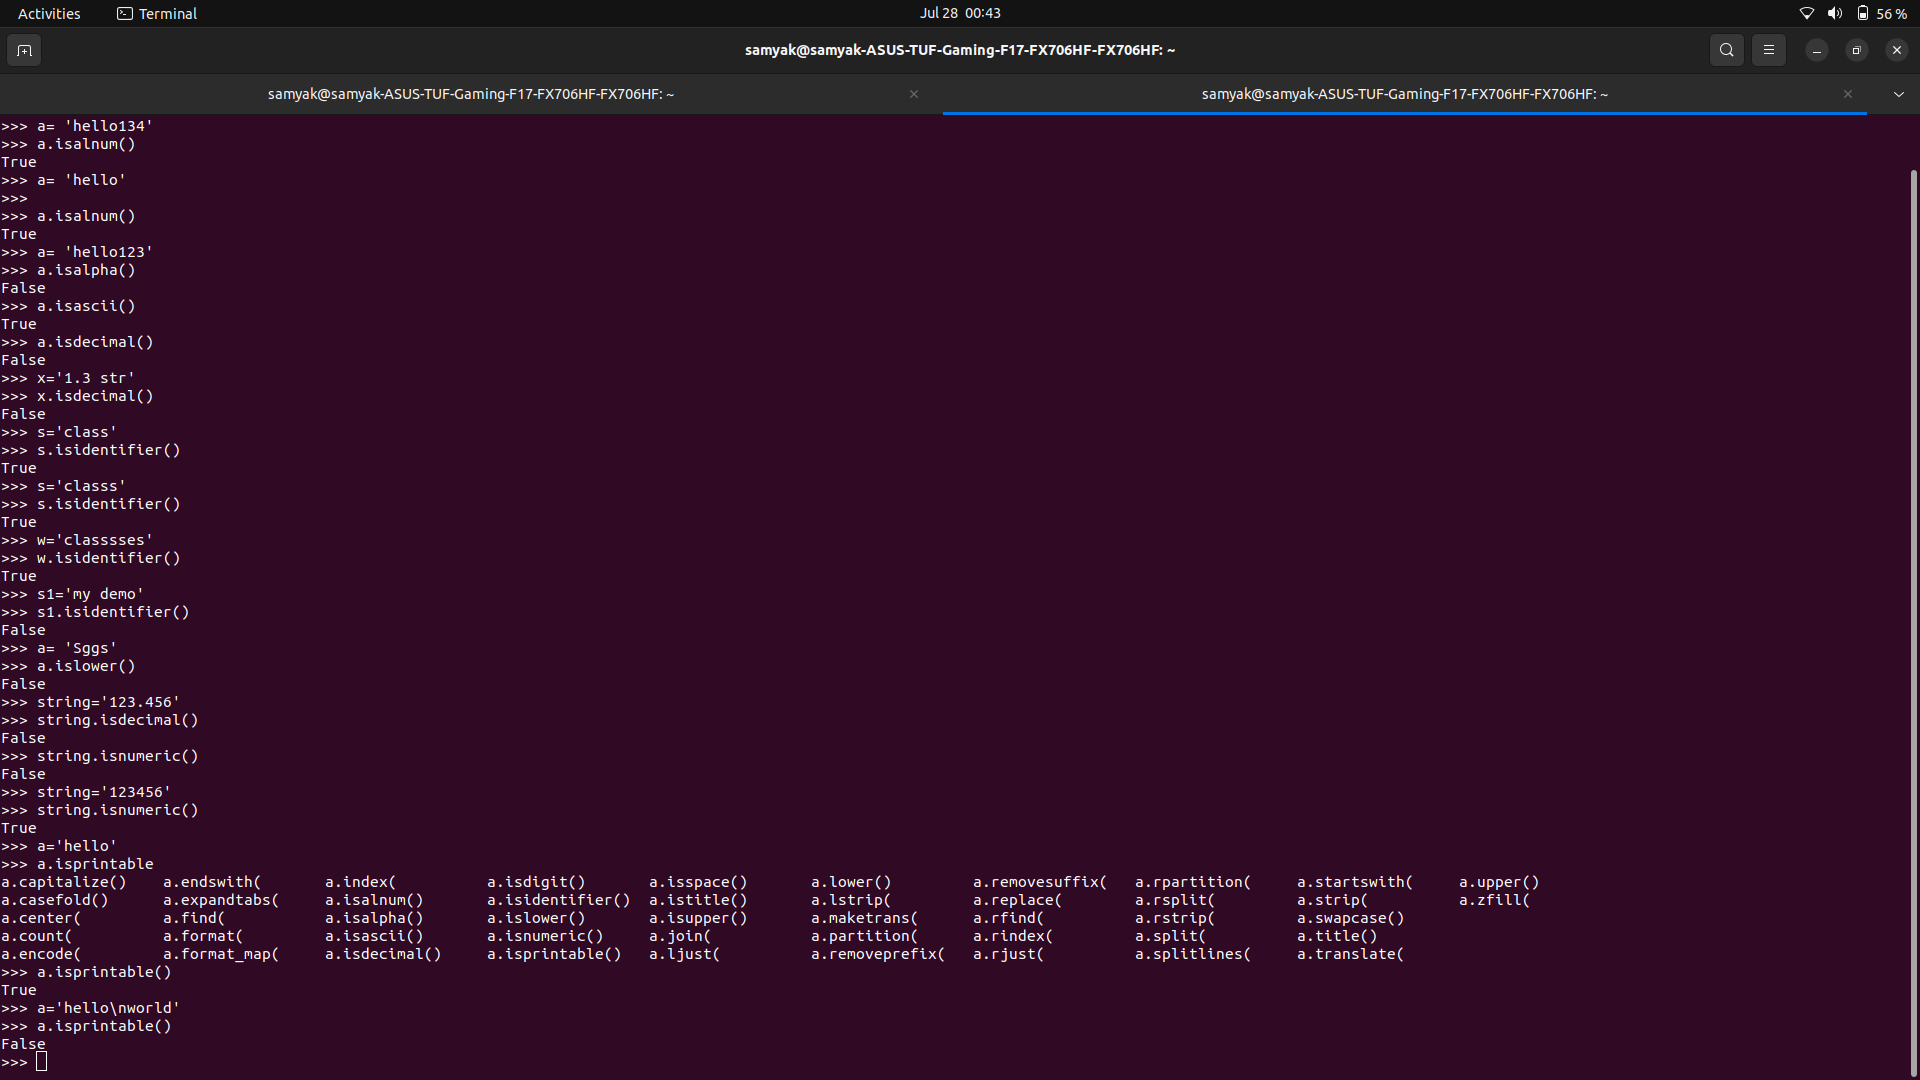 Activities Terminal Jul 28 00:43 56 %
samyak@samyak-ASUS-TUF-Gaming-F17-FX706HF-FX706HF: ~
samyak@samyak-ASUS-TUF-Gaming-F17-FX706HF-FX706HF: ~ samyak@samyak-ASUS-TUF-Gaming-F17-FX706HF-FX706HF: ~
>>> a= 'hello134'
>>> a.isalnum()
True
>>> a= 'hello'
>>>
>>> a.isalnum()
True
>>> a= 'hello123'
>>> a.isalpha()
False
>>> a.isascii()
True
>>> a.isdecimal()
False
>>> x='1.3 str'
>>> x.isdecimal()
False
>>> s='class'
>>> s.isidentifier()
True
>>> s='classs'
>>> s.isidentifier()
True
>>> w='classsses'
>>> w.isidentifier()
True
>>> s1='my demo'
>>> s1.isidentifier()
False
>>> a= 'Sggs'
>>> a.islower()
False
>>> string='123.456'
>>> string.isdecimal()
False
>>> string.isnumeric()
False
>>> string='123456'
>>> string.isnumeric()
True
>>> a='hello'
>>> a.isprintable
a.capitalize() a.endswith( a.index( a.isdigit() a.isspace() a.lower() a.removesuffix( a.rpartition( a.startswith( a.upper()
a.casefold() a.expandtabs( a.isalnum() a.isidentifier() a.istitle() a.lstrip( a.replace( a.rsplit( a.strip( a.zfill(
a.center( a.find( a.isalpha() a.islower() a.isupper() a.maketrans( a.rfind( a.rstrip( a.swapcase()
a.count( a.format( a.isascii() a.isnumeric() a.join( a.partition( a.rindex( a.split( a.title()
a.encode( a.format_map( a.isdecimal() a.isprintable() a.ljust( a.removeprefix( a.rjust( a.splitlines( a.translate(
>>> a.isprintable()
True
>>> a='hello\nworld'
>>> a.isprintable()
False
>>>